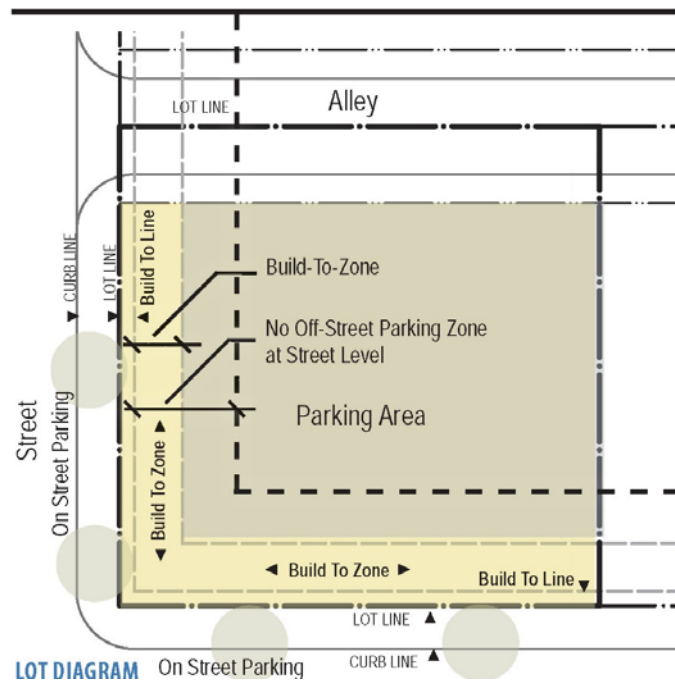 Alley
LOT LINE
CURB LINE
LOT LINE
Build To Line
Build-To-Zone
No Off-Street Parking Zone
at Street Level
Parking Area
Street
On Street Parking
Build To Zone
Build To Zone
Build To Line
LOT LINE
CURB LINE
LOT DIAGRAM
On Street Parking